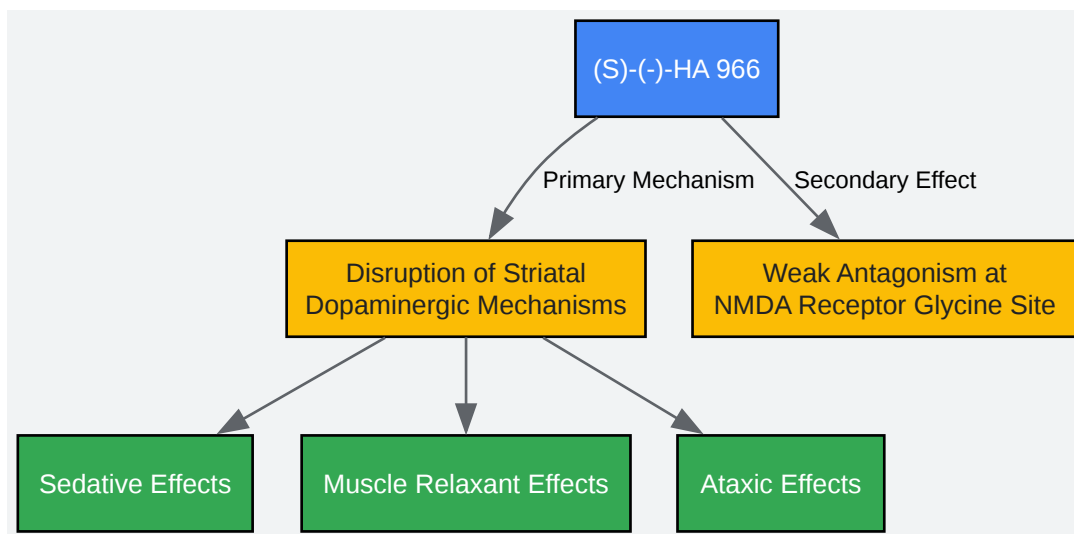 (S)-(-)-HA 966
Primary Mechanism
Secondary Effect
Disruption of Striatal
Dopaminergic Mechanisms
Weak Antagonism at
NMDA Receptor Glycine Site
Sedative Effects
Muscle Relaxant Effects
Ataxic Effects